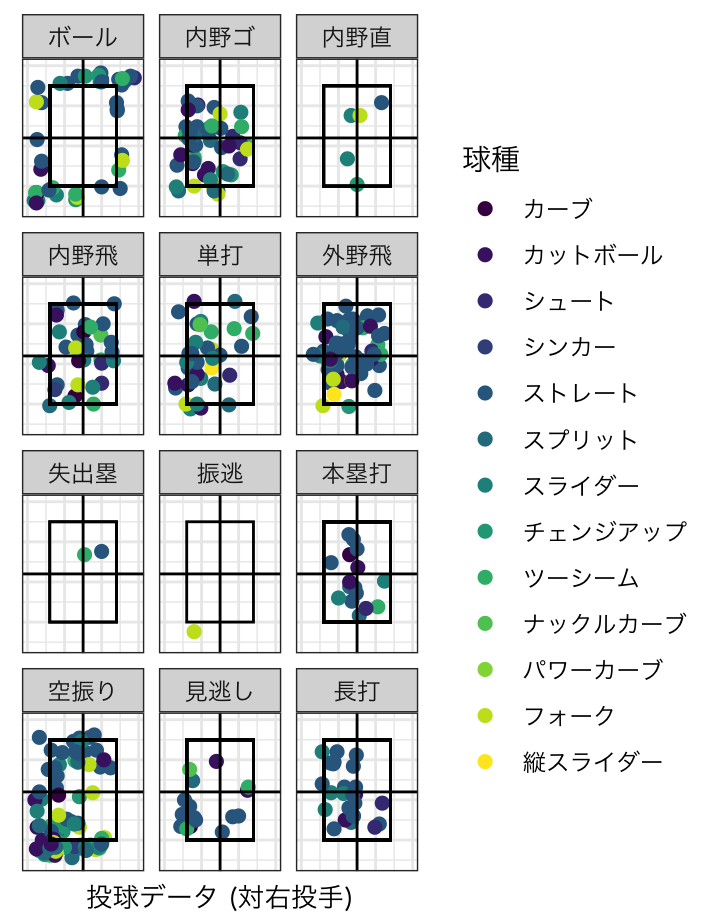 ボール 内野ゴ 内野直
内野飛 単打 外野飛
失出塁 振逃 本塁打
空振り 見逃し 長打
投球データ (対右投手)
球種
カーブ
カットボール
シュート
シンカー
ストレート
スプリット
スライダー
チェンジアップ
ツーシーム
ナックルカーブ
パワーカーブ
フォーク
縦スライダー